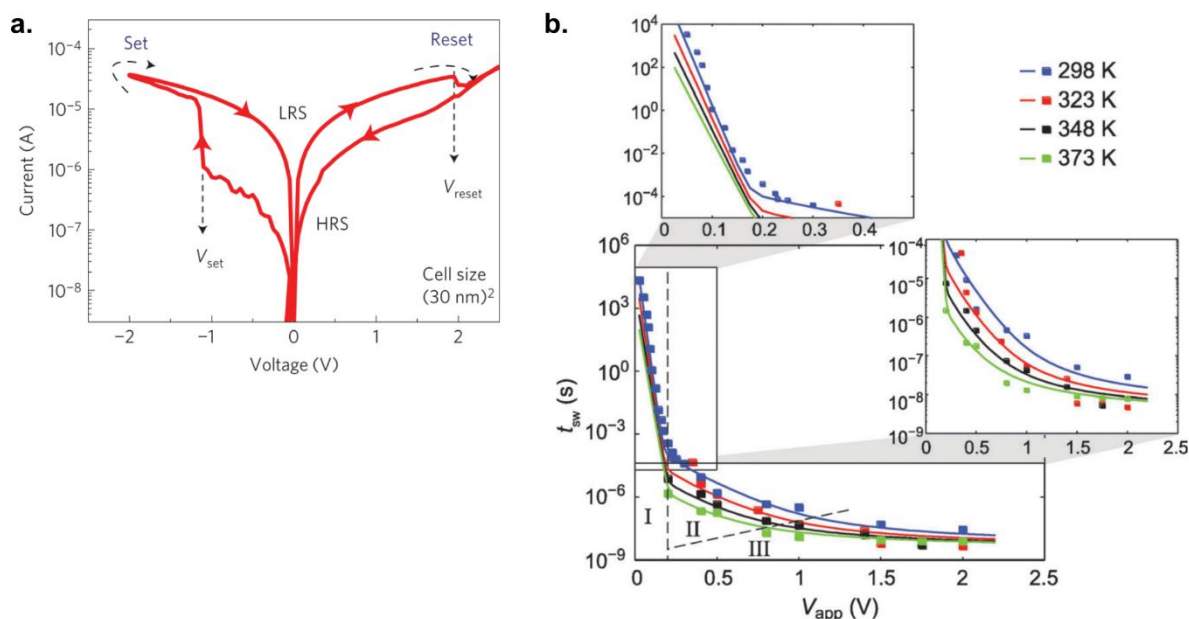 a.
Set
Reset
LRS
HRS
V_set
V_reset
Cell size
(30 nm)²
Current (A)
10⁻⁴
10⁻⁵
10⁻⁶
10⁻⁷
10⁻⁸
−2 −1 0 1 2
Voltage (V)
b.
298 K
323 K
348 K
373 K
10⁴
10²
10⁰
10⁻²
10⁻⁴
0 0.1 0.2 0.3 0.4
10⁻⁴
10⁻⁵
10⁻⁶
10⁻⁷
10⁻⁸
10⁻⁹
0 0.5 1.0 1.5 2.0 2.5
t_sw (s)
10⁶
10³
10⁰
10⁻³
10⁻⁶
10⁻⁹
I
II
III
0 0.5 1 1.5 2 2.5
V_app (V)